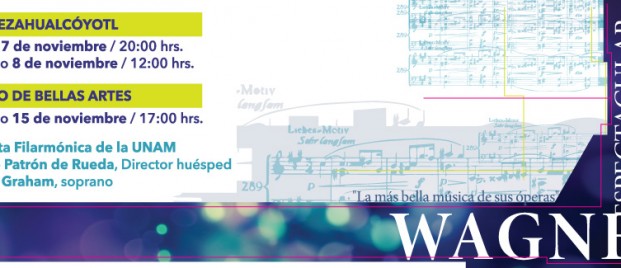 EZAHUALCÓYOTL
7 de noviembre / 20:00 hrs.
o 8 de noviembre / 12:00 hrs.
O DE BELLAS ARTES
o 15 de noviembre / 17:00 hrs.
ta Filarmónica de la UNAM
Patrón de Rueda, Director huésped
Graham, soprano
Motiv
langsam
Liebes-Motiv
Sehr langsam
289
"La más bella música de sus óperas"
WAGNE
SPECTACULAR